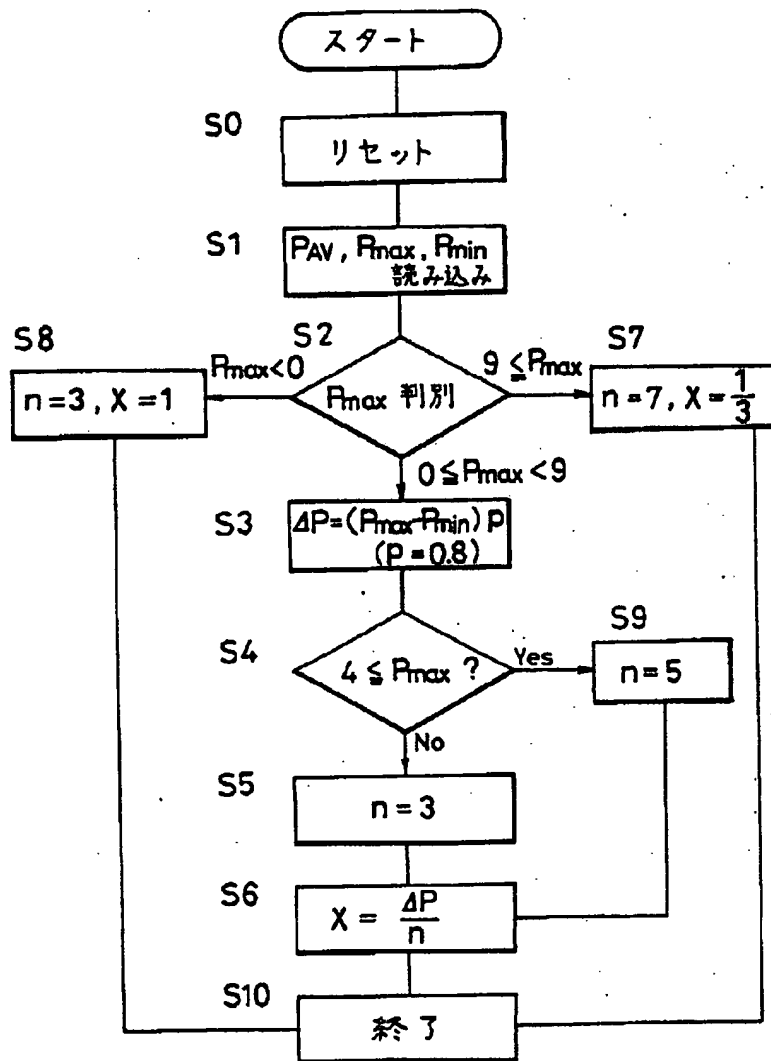 スタート
S0
リセット
S1
PAV, Pmax, Pmin
読み込み
S8
S2
S7
Pmax<0
9≦Pmax
n=3, X=1
Pmax 判別
n=7, X=1/3
0≦Pmax<9
S3
ΔP=(Pmax-Pmin)p
(p=0.8)
S9
S4
4≦Pmax ?
Yes
n=5
No
S5
n=3
S6
X = ΔP/n
S10
終了